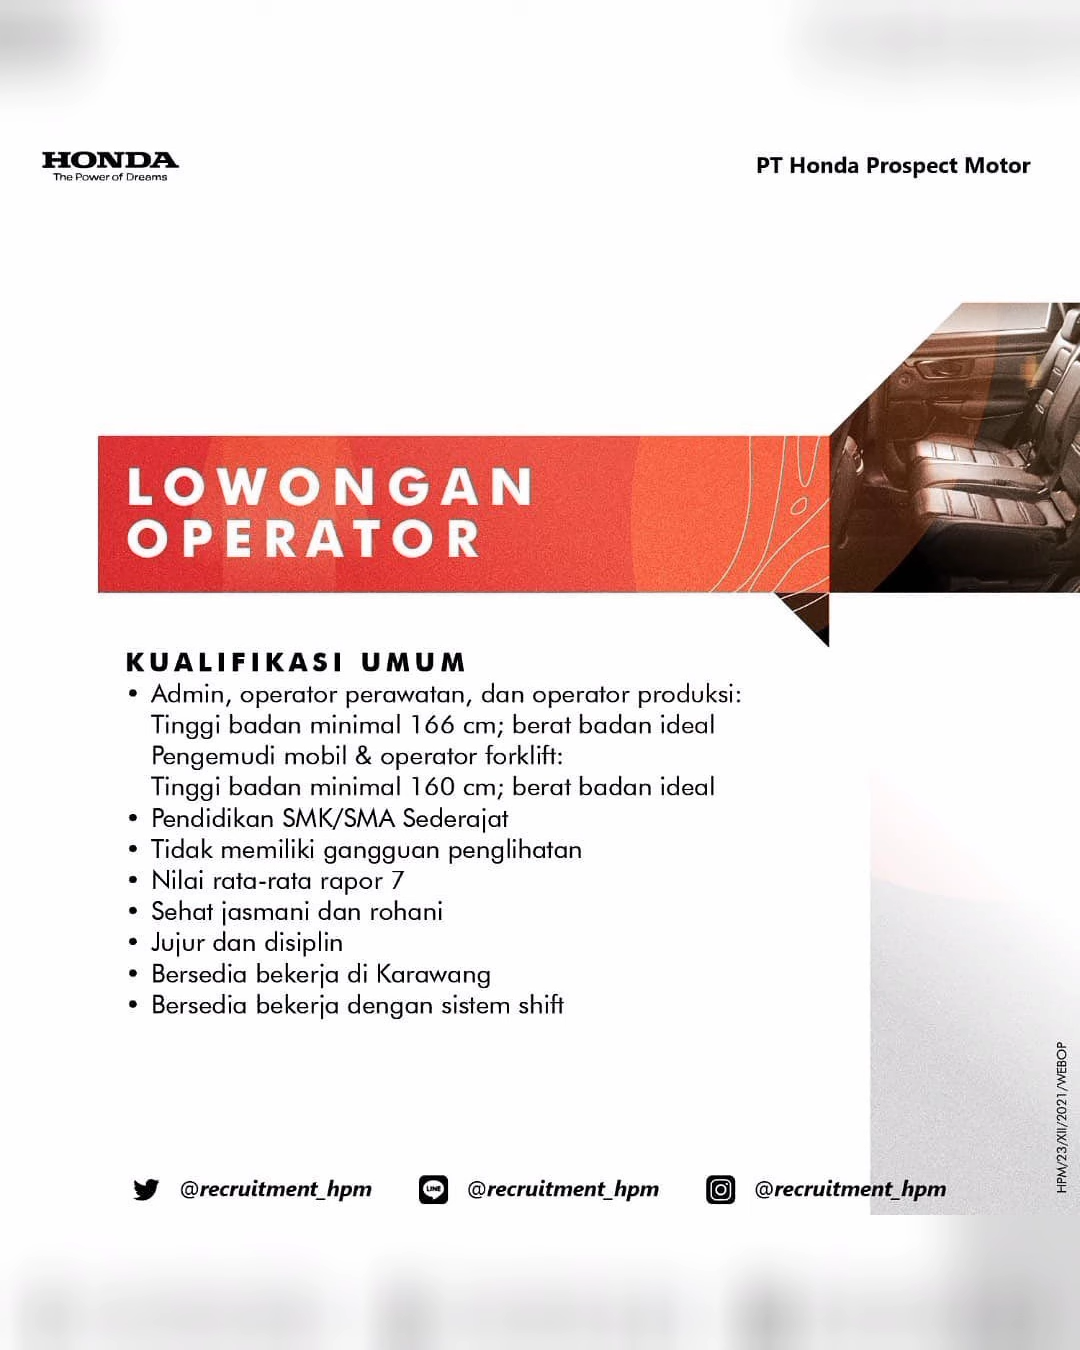 HONDA
The Power of Dreams
PT Honda Prospect Motor
LOWONGAN
OPERATOR
KUALIFIKASI UMUM
• Admin, operator perawatan, dan operator produksi:
Tinggi badan minimal 166 cm; berat badan ideal
Pengemudi mobil & operator forklift:
Tinggi badan minimal 160 cm; berat badan ideal
• Pendidikan SMK/SMA Sederajat
• Tidak memiliki gangguan penglihatan
• Nilai rata-rata rapor 7
• Sehat jasmani dan rohani
• Jujur dan disiplin
• Bersedia bekerja di Karawang
• Bersedia bekerja dengan sistem shift
HPM/23/XII/2021/WEBOP
@recruitment_hpm
LINE
@recruitment_hpm
@recruitment_hpm